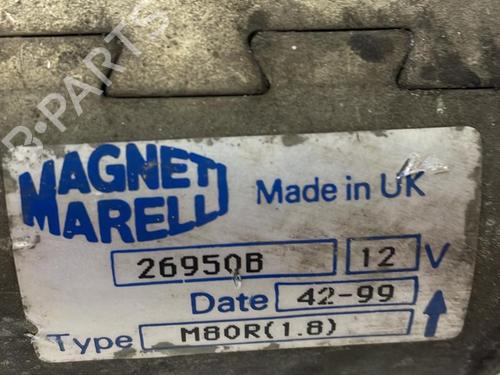 B-PARTS
MAGNETI
MARELLI
Made in UK
26950B 12 V
Date 42-99
Type M80R(1.8)